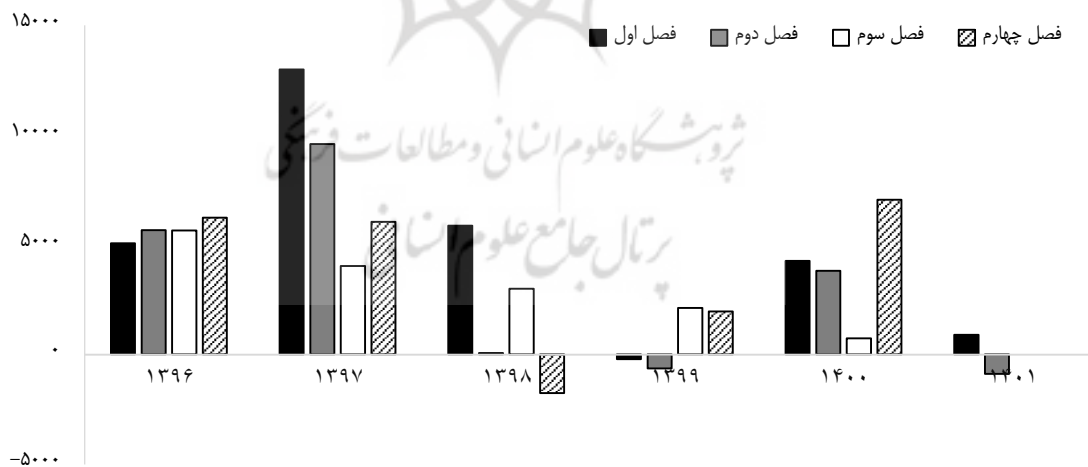 ۱۵۰۰۰
فصل اول فصل دوم فصل سوم فصل چهارم
۱۰۰۰۰
پژوهشگاه علوم انسانی و مطالعات فرهنگی
۵۰۰۰
پرتال جامع علوم انسانی
۰
۱۳۹۶ ۱۳۹۷ ۱۳۹۸ ۱۳۹۹ ۱۴۰۰ ۱۴۰۱
-۵۰۰۰